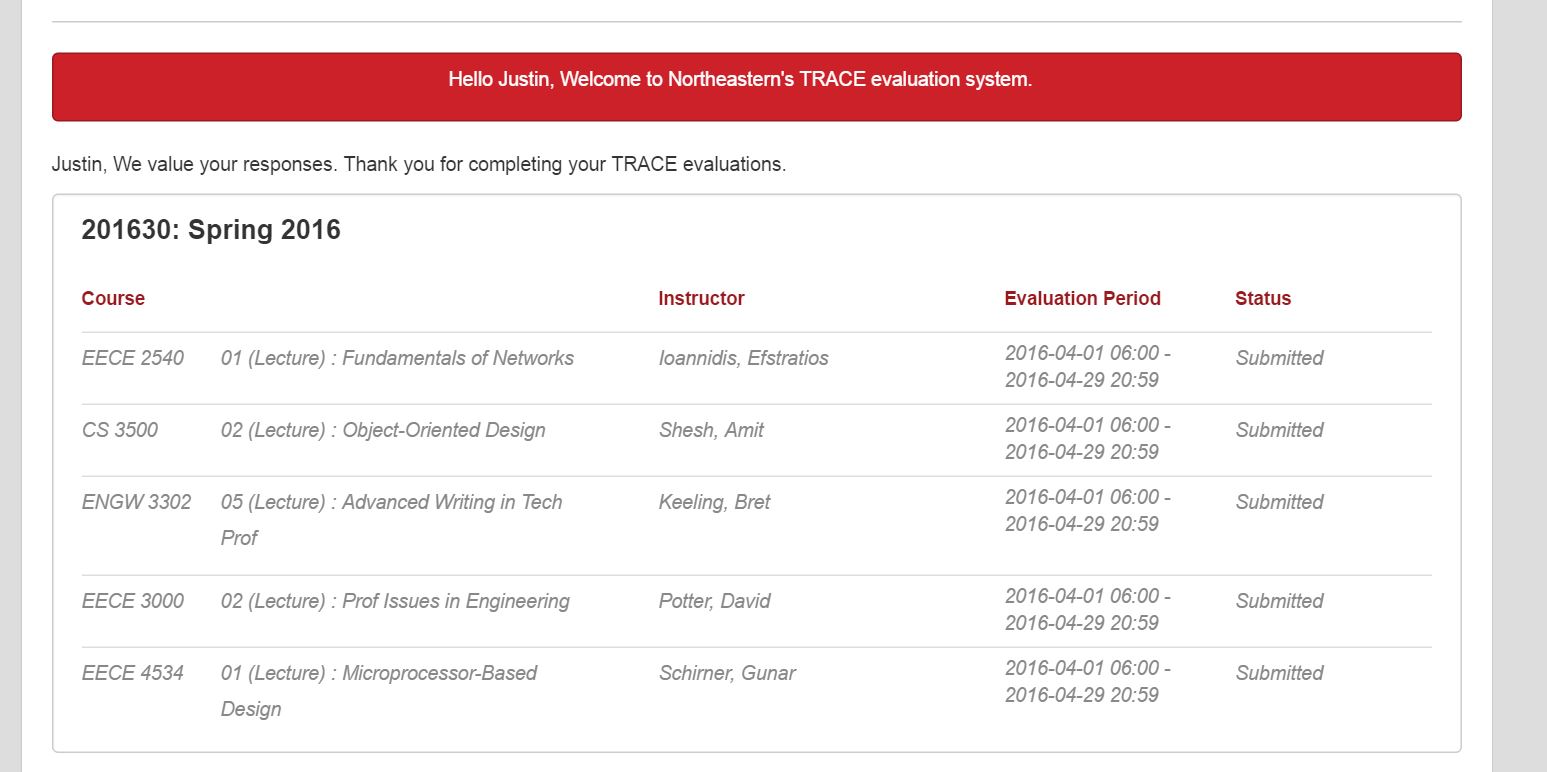 Hello Justin, Welcome to Northeastern's TRACE evaluation system.
Justin, We value your responses. Thank you for completing your TRACE evaluations.
201630: Spring 2016
Course Instructor Evaluation Period Status
EECE 2540 01 (Lecture) : Fundamentals of Networks Ioannidis, Efstratios 2016-04-01 06:00 - Submitted
2016-04-29 20:59
CS 3500 02 (Lecture) : Object-Oriented Design Shesh, Amit 2016-04-01 06:00 - Submitted
2016-04-29 20:59
ENGW 3302 05 (Lecture) : Advanced Writing in Tech Keeling, Bret 2016-04-01 06:00 - Submitted
2016-04-29 20:59
Prof
EECE 3000 02 (Lecture) : Prof Issues in Engineering Potter, David 2016-04-01 06:00 - Submitted
2016-04-29 20:59
EECE 4534 01 (Lecture) : Microprocessor-Based Schirner, Gunar 2016-04-01 06:00 - Submitted
2016-04-29 20:59
Design